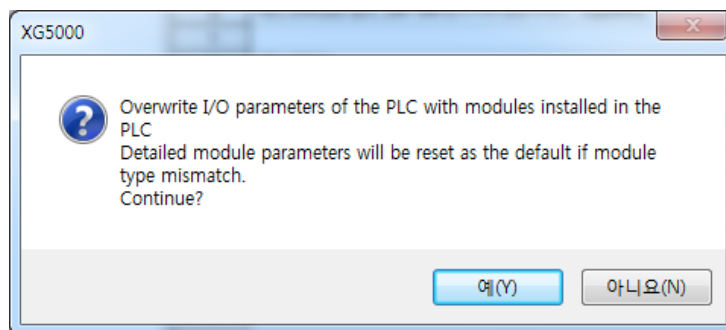 XG5000
Overwrite I/O parameters of the PLC with modules installed in the
PLC
Detailed module parameters will be reset as the default if module
type mismatch.
Continue?
예(Y)
아니요(N)